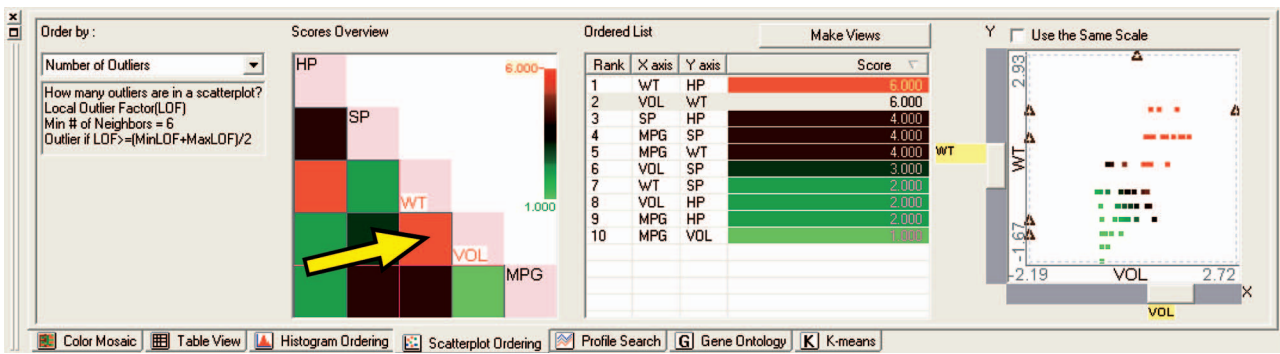 Order by :
Number of Outliers
How many outliers are in a scatterplot?
Local Outlier Factor(LOF)
Min # of Neighbors = 6
Outlier if LOF>=(MinLOF+MaxLOF)/2
Scores Overview
HP
SP
WT
VOL
MPG
6.000
1.000
Ordered List
Make Views
Rank X axis Y axis Score
1 WT HP 6.000
2 VOL WT 6.000
3 SP HP 4.000
4 MPG SP 4.000
5 MPG WT 4.000
6 VOL SP 3.000
7 WT SP 2.000
8 VOL HP 2.000
9 MPG HP 2.000
10 MPG VOL 1.000
Y
Use the Same Scale
2.93
WT
WT
-1.67
-2.19 VOL 2.72
X
VOL
Color Mosaic
Table View
Histogram Ordering
Scatterplot Ordering
Profile Search
G Gene Ontology
K K-means